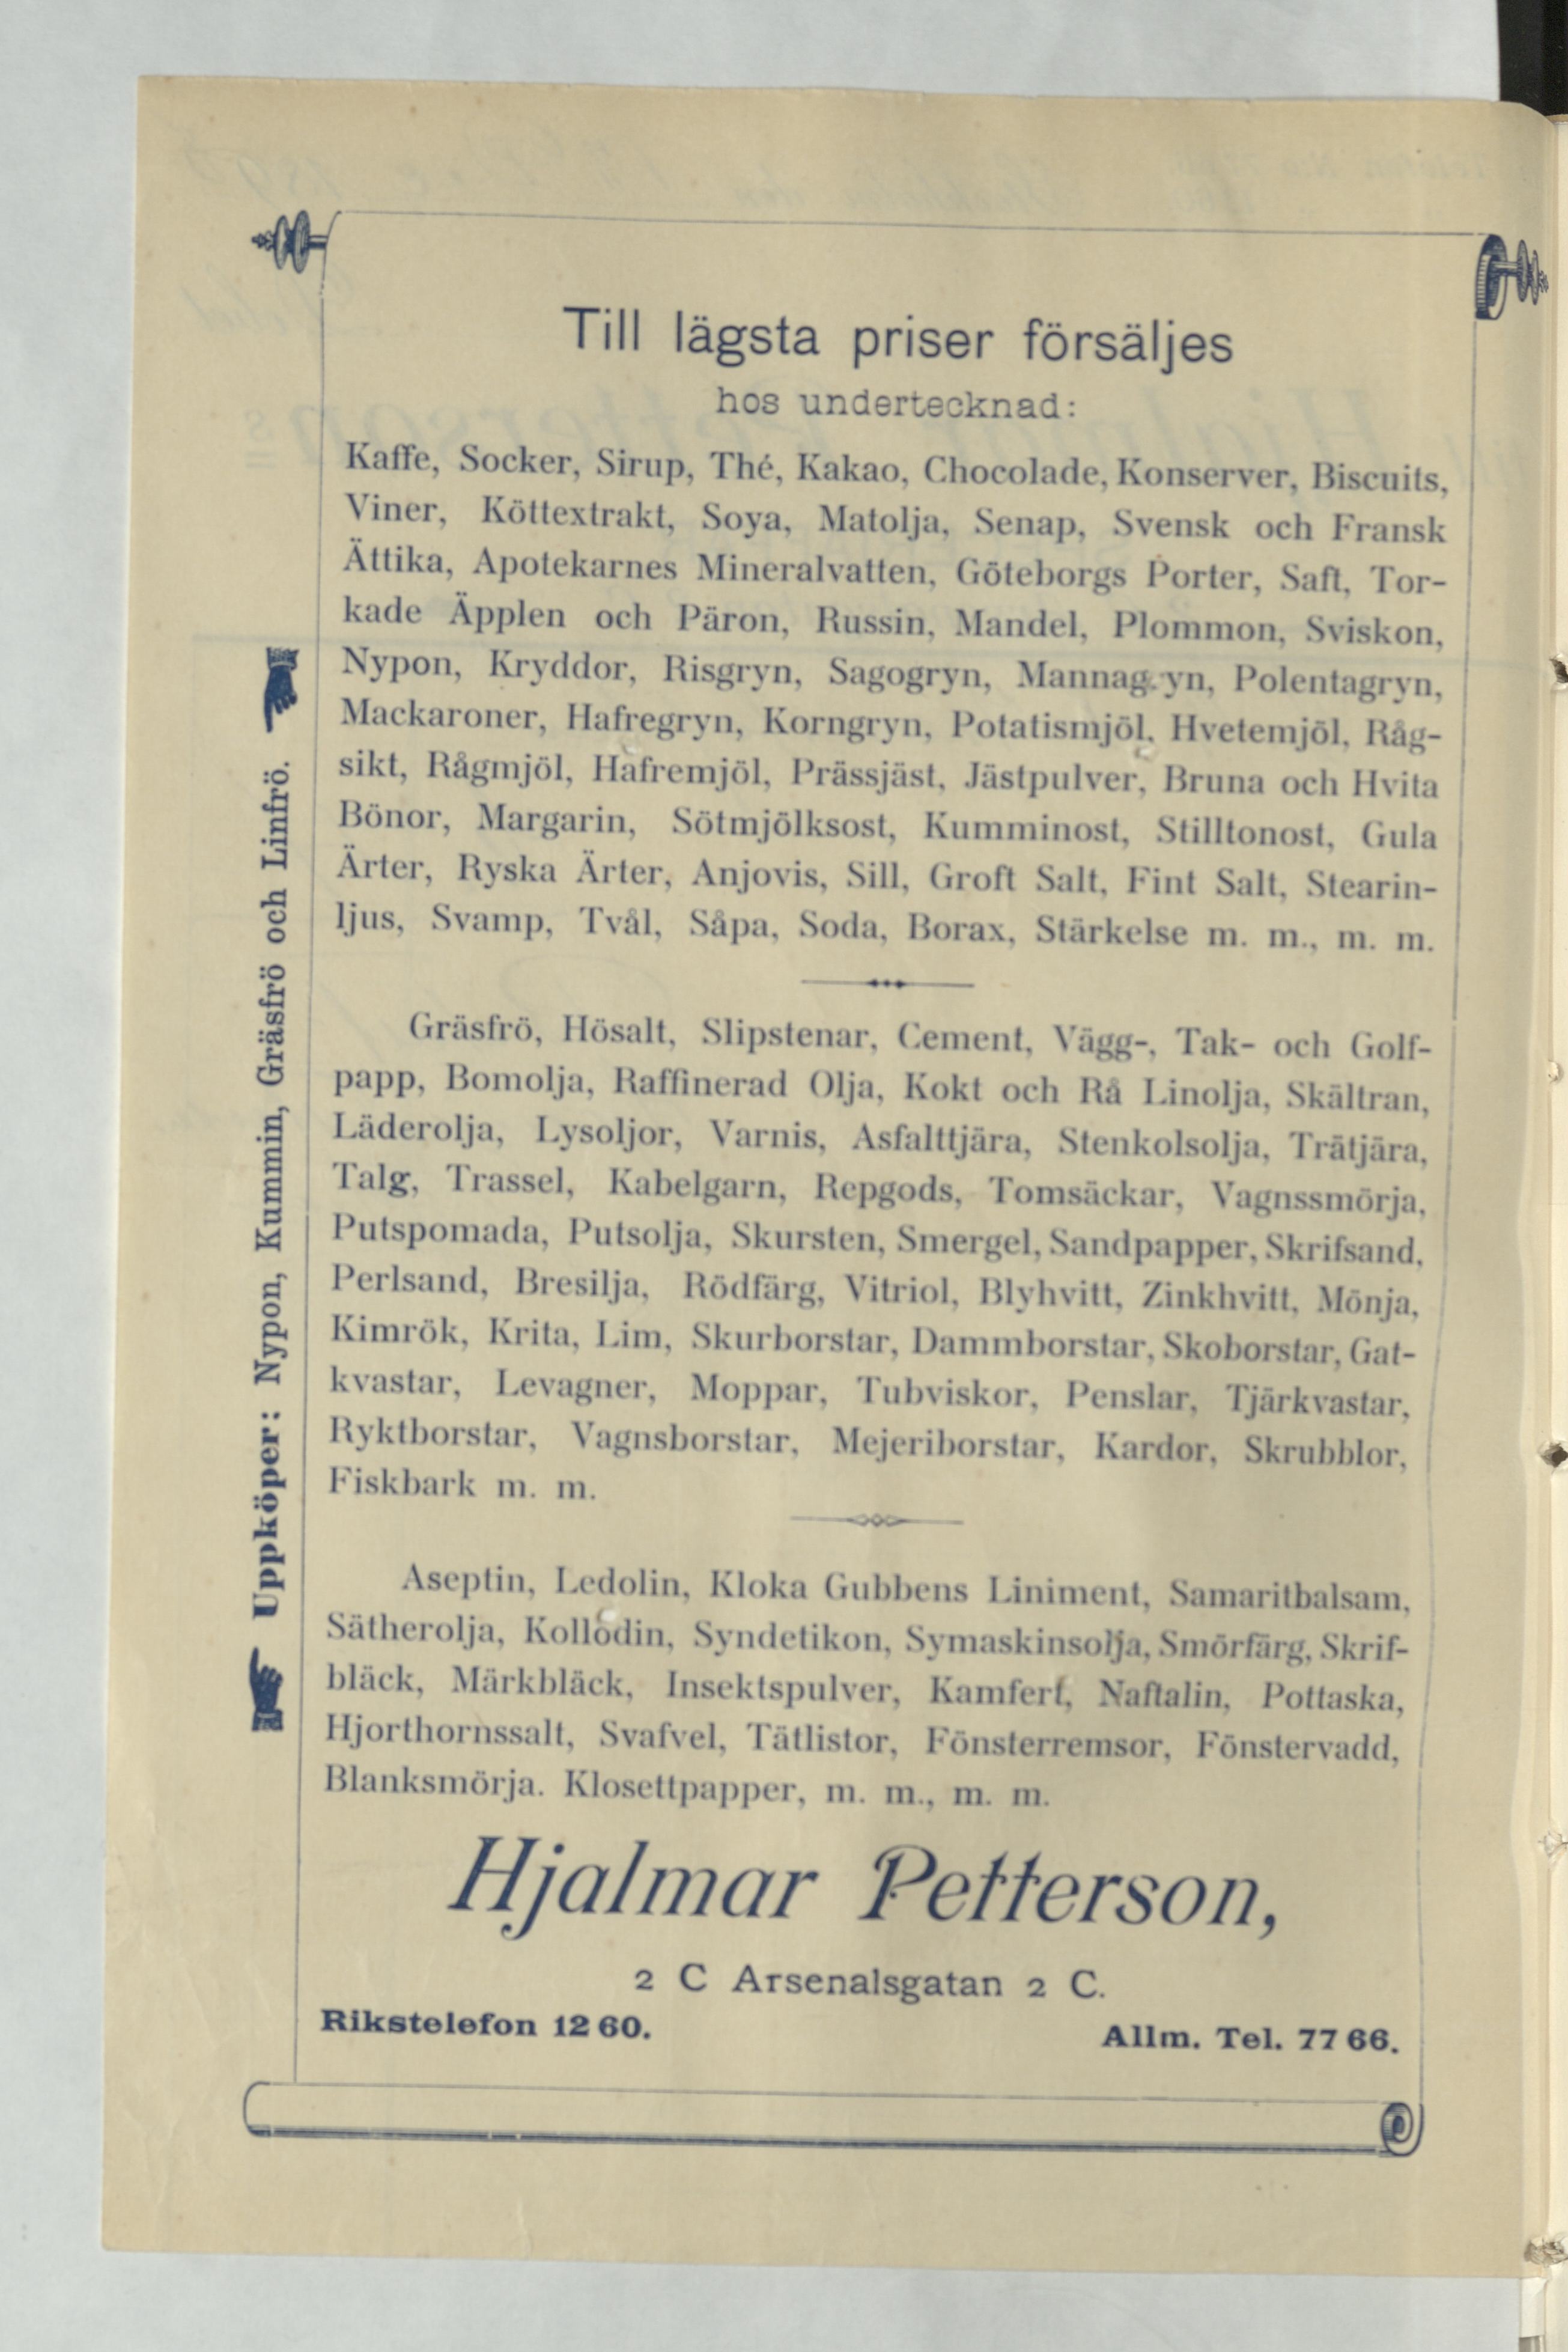 Till lägsta priser försäljes
hos undertecknad:
Kaffe, Socker, Sirup, Thé, Kakao, Chocolade, Konserver, Biscuits,
Viner, Köttextrakt, Soya, Matolja, Senap, Svensk och Fransk
Ättika, Apotekarnes Mineralvatten, Göteborgs Porter, Saft, Tor-
kade Äpplen och Päron, Russin, Mandel, Plommon, Sviskon,
Nypon, Kryddor, Risgryn, Sagogryn, Mannagryn, Polentagryn,
Mackaroner, Hafregryn, Korngryn, Potatismjöl, Hvetemjöl, Råg-
sikt, Rågmjöl, Hafremjöl, Prässjäst, Jästpulver, Bruna och Hvita
Bönor, Margarin, Sötmjölksost, Kumminost, Stilltonost, Gula
Ärter, Ryska Ärter, Anjovis, Sill, Groft Salt, Fint Salt, Stearin-
ljus, Svamp, Tvål, Såpa, Soda, Borax, Stärkelse m. m., m. m.
Gräsfrö, Hösalt, Slipstenar, Cement, Vägg-, Tak- och Golf-
papp, Bomolja, Raffinerad Olja, Kokt och Rå Linolja, Skältran,
Läderolja, Lysoljor, Varnis, Asfalttjära, Stenkolsolja, Trätjära,
Talg, Trassel, Kabelgarn, Repgods, Tomsäckar, Vagnssmörja,
Putspomada, Putsolja, Skursten, Smergel, Sandpapper, Skrifsand,
Perlsand, Bresilja, Rödfärg, Vitriol, Blyhvitt, Zinkhvitt, Mönja,
Kimrök, Krita, Lim, Skurborstar, Dammborstar, Skoborstar, Gat-
kvastar, Levagner, Moppar, Tubviskor, Penslar, Tjärkvastar,
Ryktborstar, Vagnsborstar, Mejeriborstar, Kardor, Skrubblor,
Fiskbark m. m.
Aseptin, Ledolin, Kloka Gubbens Liniment, Samaritbalsam,
Sätherolja, Kollodin, Syndetikon, Symaskinsolja, Smörfärg, Skrif-
bläck, Märkbläck, Insektspulver, Kamfert, Naftalin, Pottaska,
Hjorthornssalt, Svafvel, Tätlistor, Fönsterremsor, Fönstervadd,
Blanksmörja. Klosettpapper, m. m., m. m.
Hjalmar Petterson,
2 C Arsenalsgatan 2 C.
Rikstelefon 12 60.
Allm. Tel. 77 66.
Uppköper: Nypon, Kummin, Gräsfrö och Linfrö.